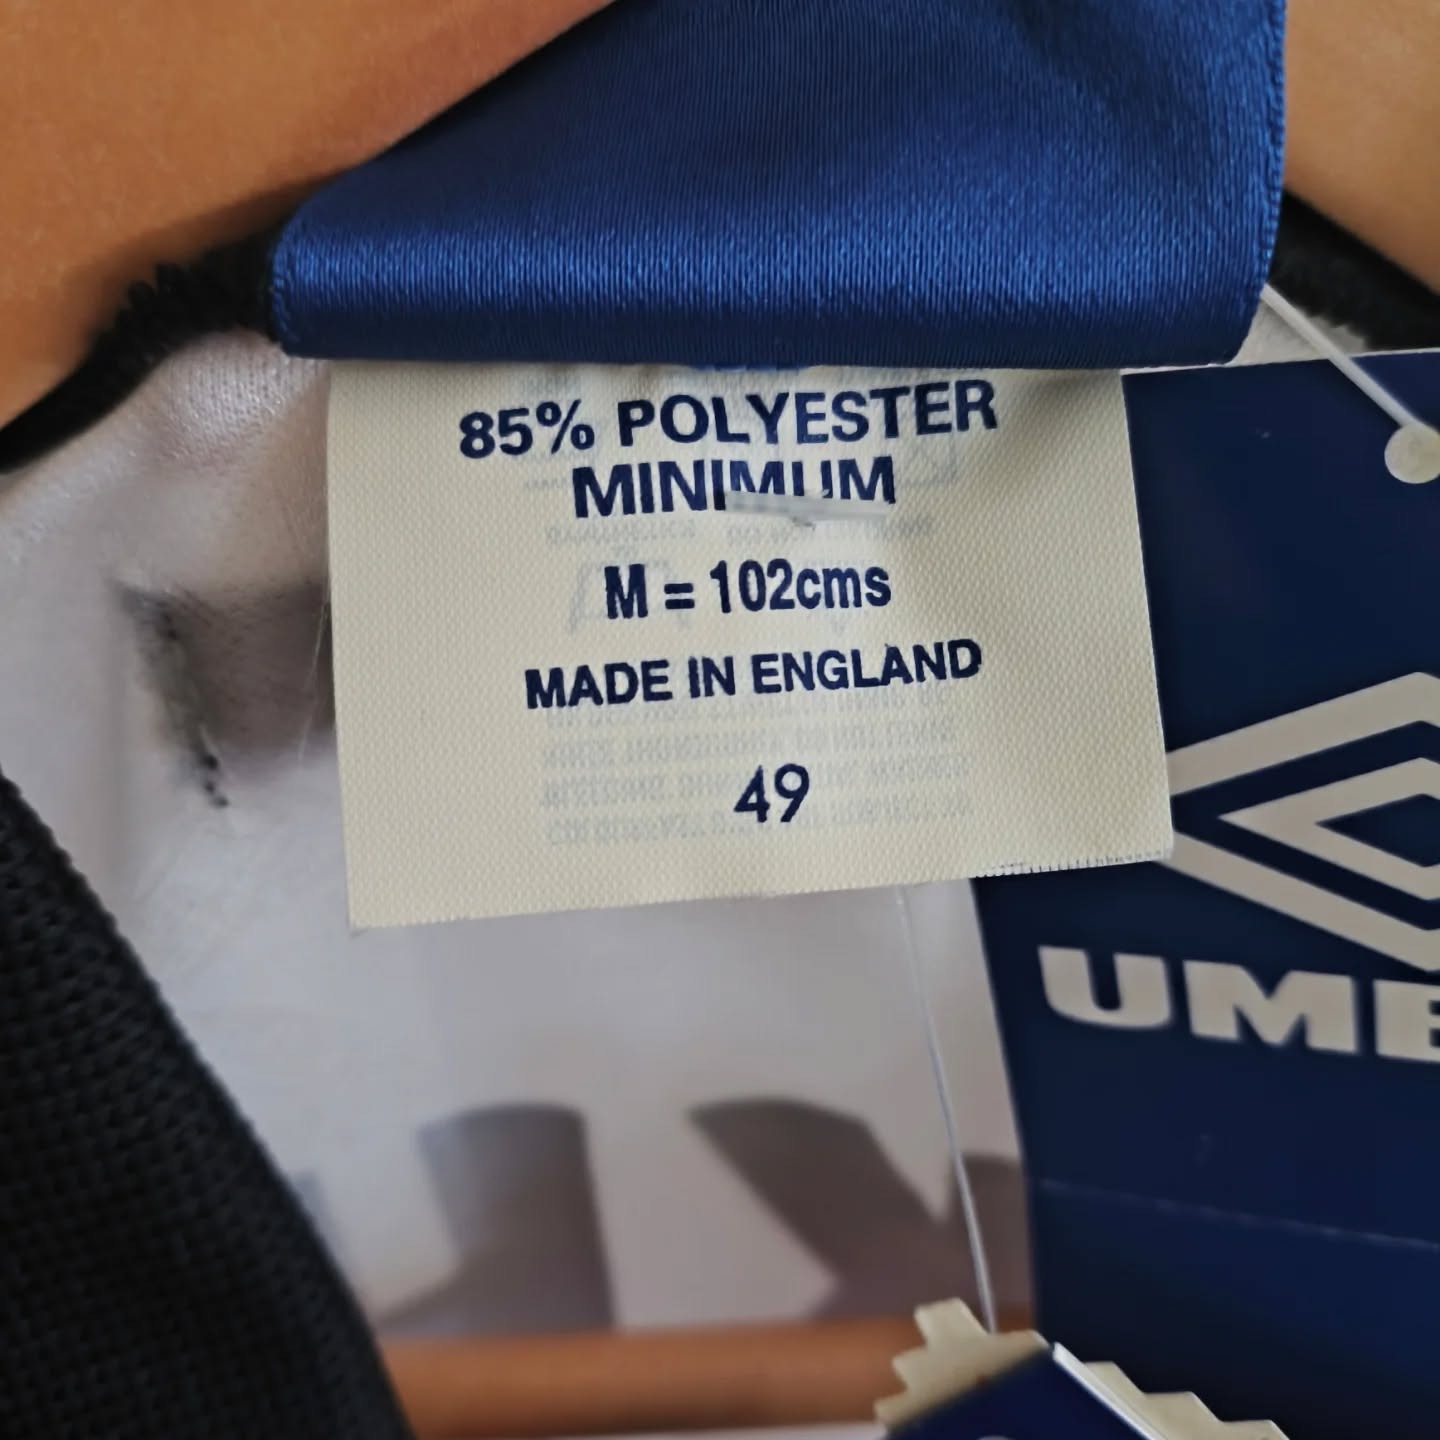 85% POLYESTER
MINIMUM
M = 102cms
MADE IN ENGLAND
49
UMB